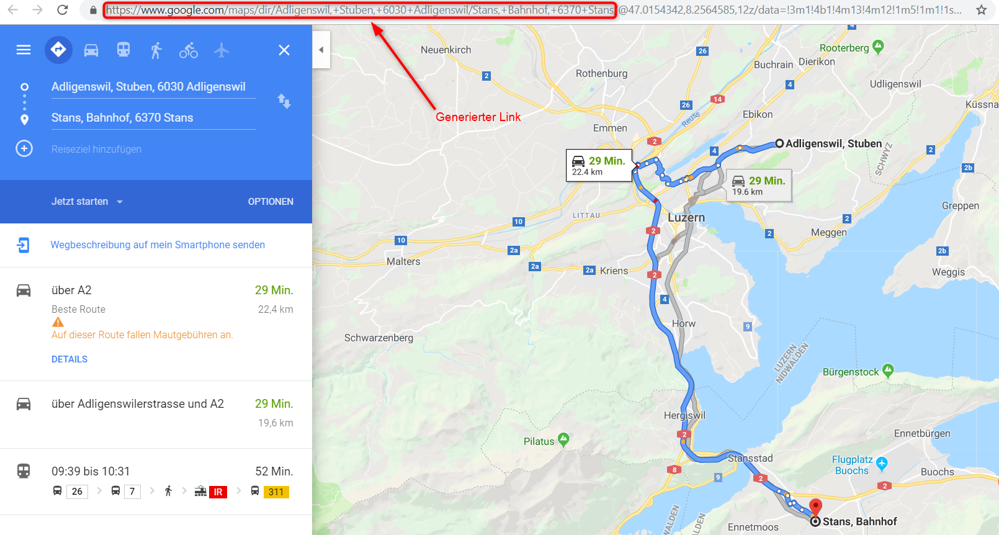 https://www.google.com/maps/dir/Adligenswil,+Stuben,+6030+Adligenswil/Stans,+Bahnhof,+6370+Stans/@47.0154342,8.2564585,12z/data=!3m1!4b1!4m13!4m12!1m5!1m1!1s...
Generierter Link
Adligenswil, Stuben, 6030 Adligenswil
Stans, Bahnhof, 6370 Stans
Reiseziel hinzufügen
Jetzt starten
OPTIONEN
Wegbeschreibung auf mein Smartphone senden
über A2 29 Min.
Beste Route 22,4 km
Auf dieser Route fallen Mautgebühren an.
DETAILS
über Adligenswilerstrasse und A2 29 Min.
19,6 km
09:39 bis 10:31 52 Min.
26 7 IR 311
4
Neuenkirch
26
Rooterberg
Buchrain
Dierikon
Rothenburg
2
4
Udligenswil
14
26
Küssna
Reuss
Ebikon
Emmen
2
4
Adligenswil, Stuben
2
SCHWYZ
29 Min.
22.4 km
2b
29 Min.
19.6 km
Greppen
LITTAU
Luzern
10
2
Meggen
2
2
10
2a
2b
Malters
2a
2a
Kriens
2
Weggis
4
Horw
9
Schwarzenberg
LUZERN
NIDWALDEN
Bürgenstock
Hergiswil
2
Ennetbürgen
Pilatus
Stansstad
Flugplatz
Buochs
Buochs
8
9
2
2
Stans, Bahnhof
Ennetmoos
WALDEN
DEN